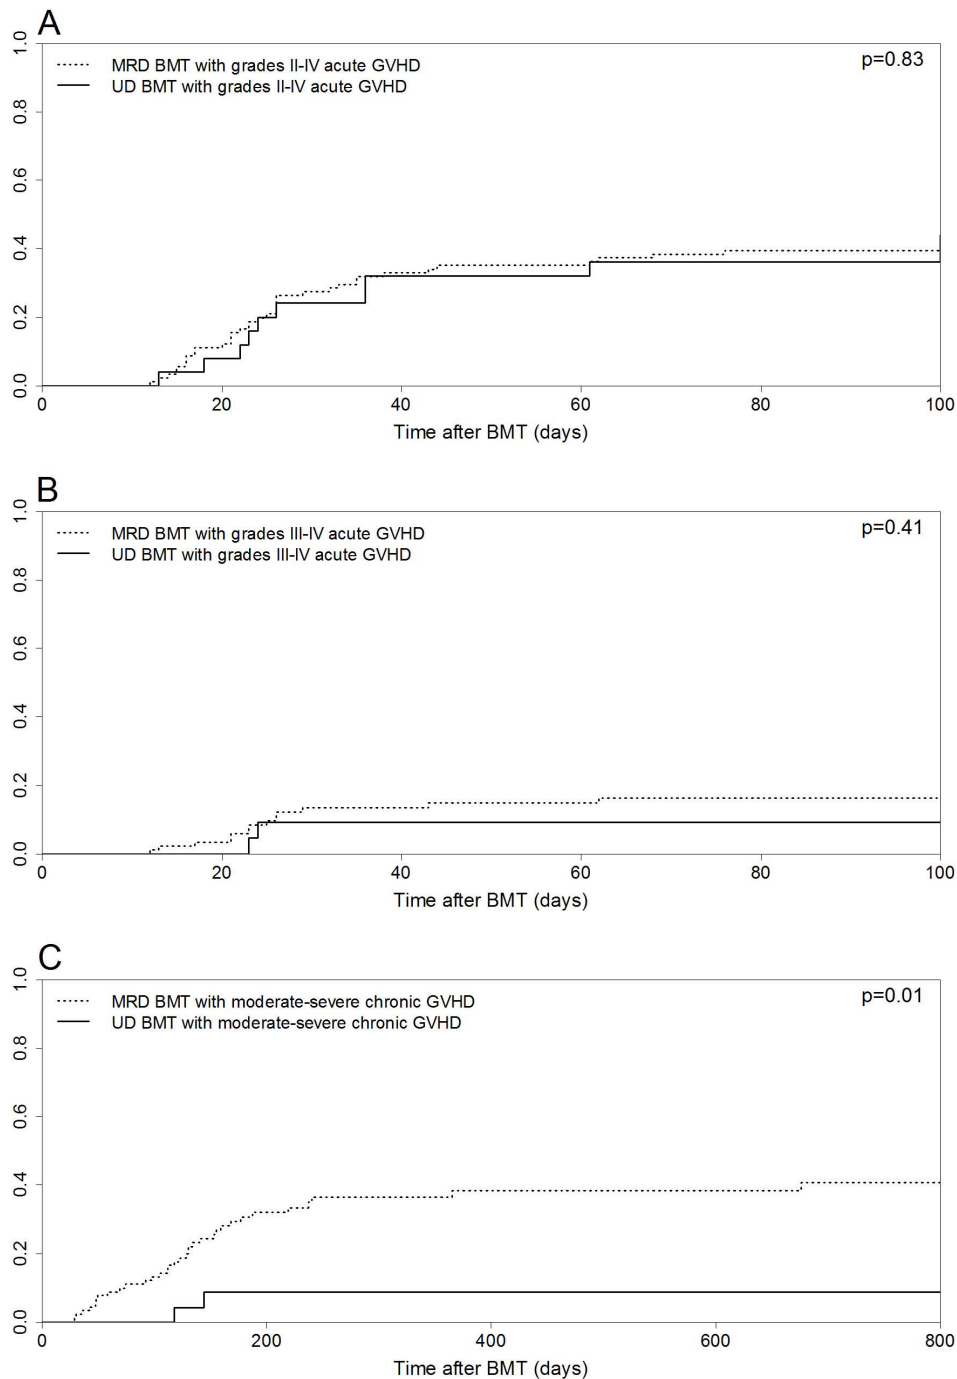 A
MRD BMT with grades II-IV acute GVHD
UD BMT with grades II-IV acute GVHD
p=0.83
1.0
0.8
0.6
0.4
0.2
0.0
0 20 40 60 80 100
Time after BMT (days)
B
MRD BMT with grades III-IV acute GVHD
UD BMT with grades III-IV acute GVHD
p=0.41
1.0
0.8
0.6
0.4
0.2
0.0
0 20 40 60 80 100
Time after BMT (days)
C
MRD BMT with moderate-severe chronic GVHD
UD BMT with moderate-severe chronic GVHD
p=0.01
1.0
0.8
0.6
0.4
0.2
0.0
0 200 400 600 800
Time after BMT (days)